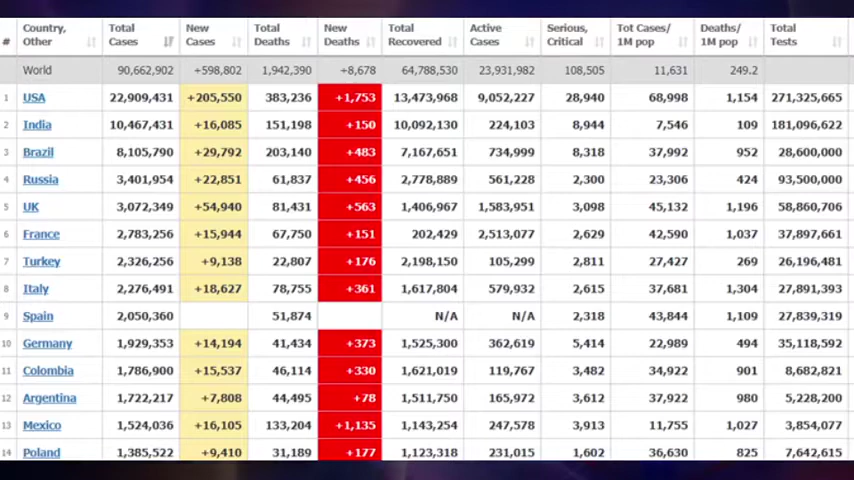 # Country, Other Total Cases New Cases Total Deaths New Deaths Total Recovered Active Cases Serious, Critical Tot Cases/ 1M pop Deaths/ 1M pop Total Tests
World 90,662,902 +598,802 1,942,390 +8,678 64,788,530 23,931,982 108,505 11,631 249.2
1 USA 22,909,431 +205,550 383,236 +1,753 13,473,968 9,052,227 28,940 68,998 1,154 271,325,665
2 India 10,467,431 +16,085 151,198 +150 10,092,130 224,103 8,944 7,546 109 181,096,622
3 Brazil 8,105,790 +29,792 203,140 +483 7,167,651 734,999 8,318 37,992 952 28,600,000
4 Russia 3,401,954 +22,851 61,837 +456 2,778,889 561,228 2,300 23,306 424 93,500,000
5 UK 3,072,349 +54,940 81,431 +563 1,406,967 1,583,951 3,098 45,132 1,196 58,860,706
6 France 2,783,256 +15,944 67,750 +151 202,429 2,513,077 2,629 42,590 1,037 37,897,661
7 Turkey 2,326,256 +9,138 22,807 +176 2,198,150 105,299 2,811 27,427 269 26,196,481
8 Italy 2,276,491 +18,627 78,755 +361 1,617,804 579,932 2,615 37,681 1,304 27,891,393
9 Spain 2,050,360 51,874 N/A N/A 2,318 43,844 1,109 27,839,319
10 Germany 1,929,353 +14,194 41,434 +373 1,525,300 362,619 5,414 22,989 494 35,118,592
11 Colombia 1,786,900 +15,537 46,114 +330 1,621,019 119,767 3,482 34,922 901 8,682,821
12 Argentina 1,722,217 +7,808 44,495 +78 1,511,750 165,972 3,612 37,922 980 5,228,200
13 Mexico 1,524,036 +16,105 133,204 +1,135 1,143,254 247,578 3,913 11,755 1,027 3,854,077
14 Poland 1,385,522 +9,410 31,189 +177 1,123,318 231,015 1,602 36,630 825 7,642,615